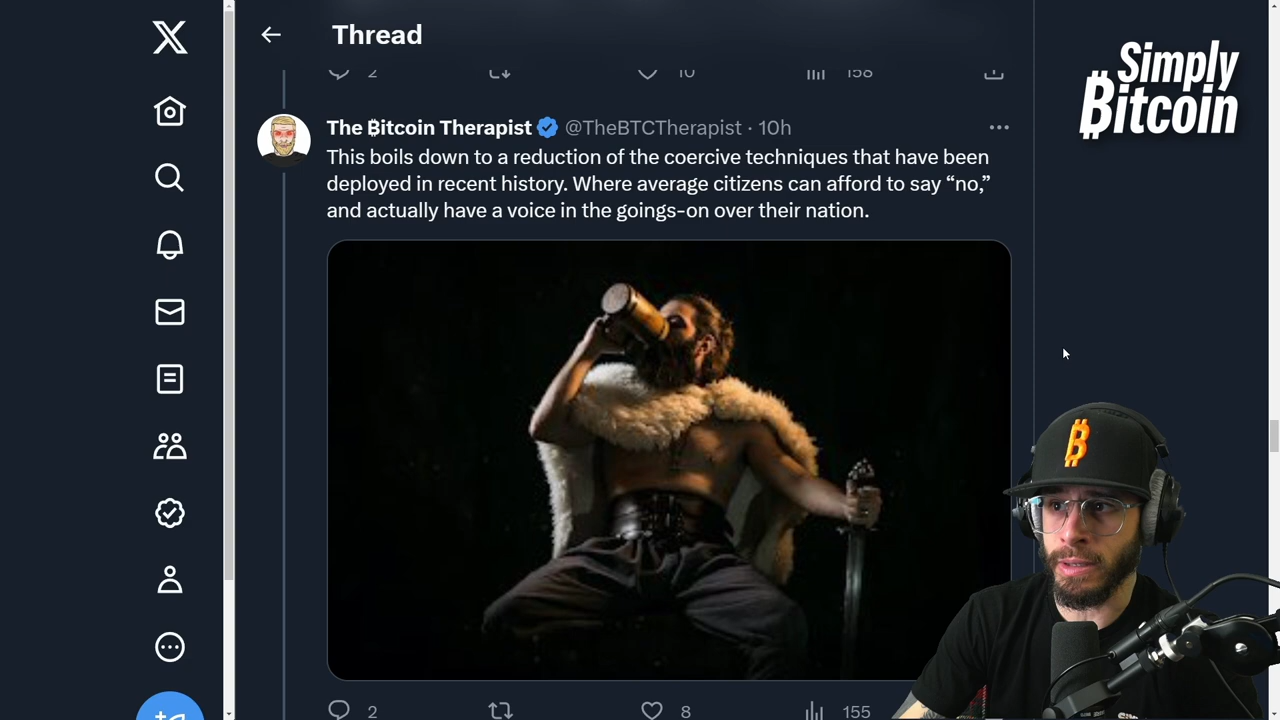 Thread
2
10
158
Simply
₿itcoin
The ₿itcoin Therapist @TheBTCTherapist · 10h
This boils down to a reduction of the coercive techniques that have been
deployed in recent history. Where average citizens can afford to say “no,”
and actually have a voice in the goings-on over their nation.
2
8
155